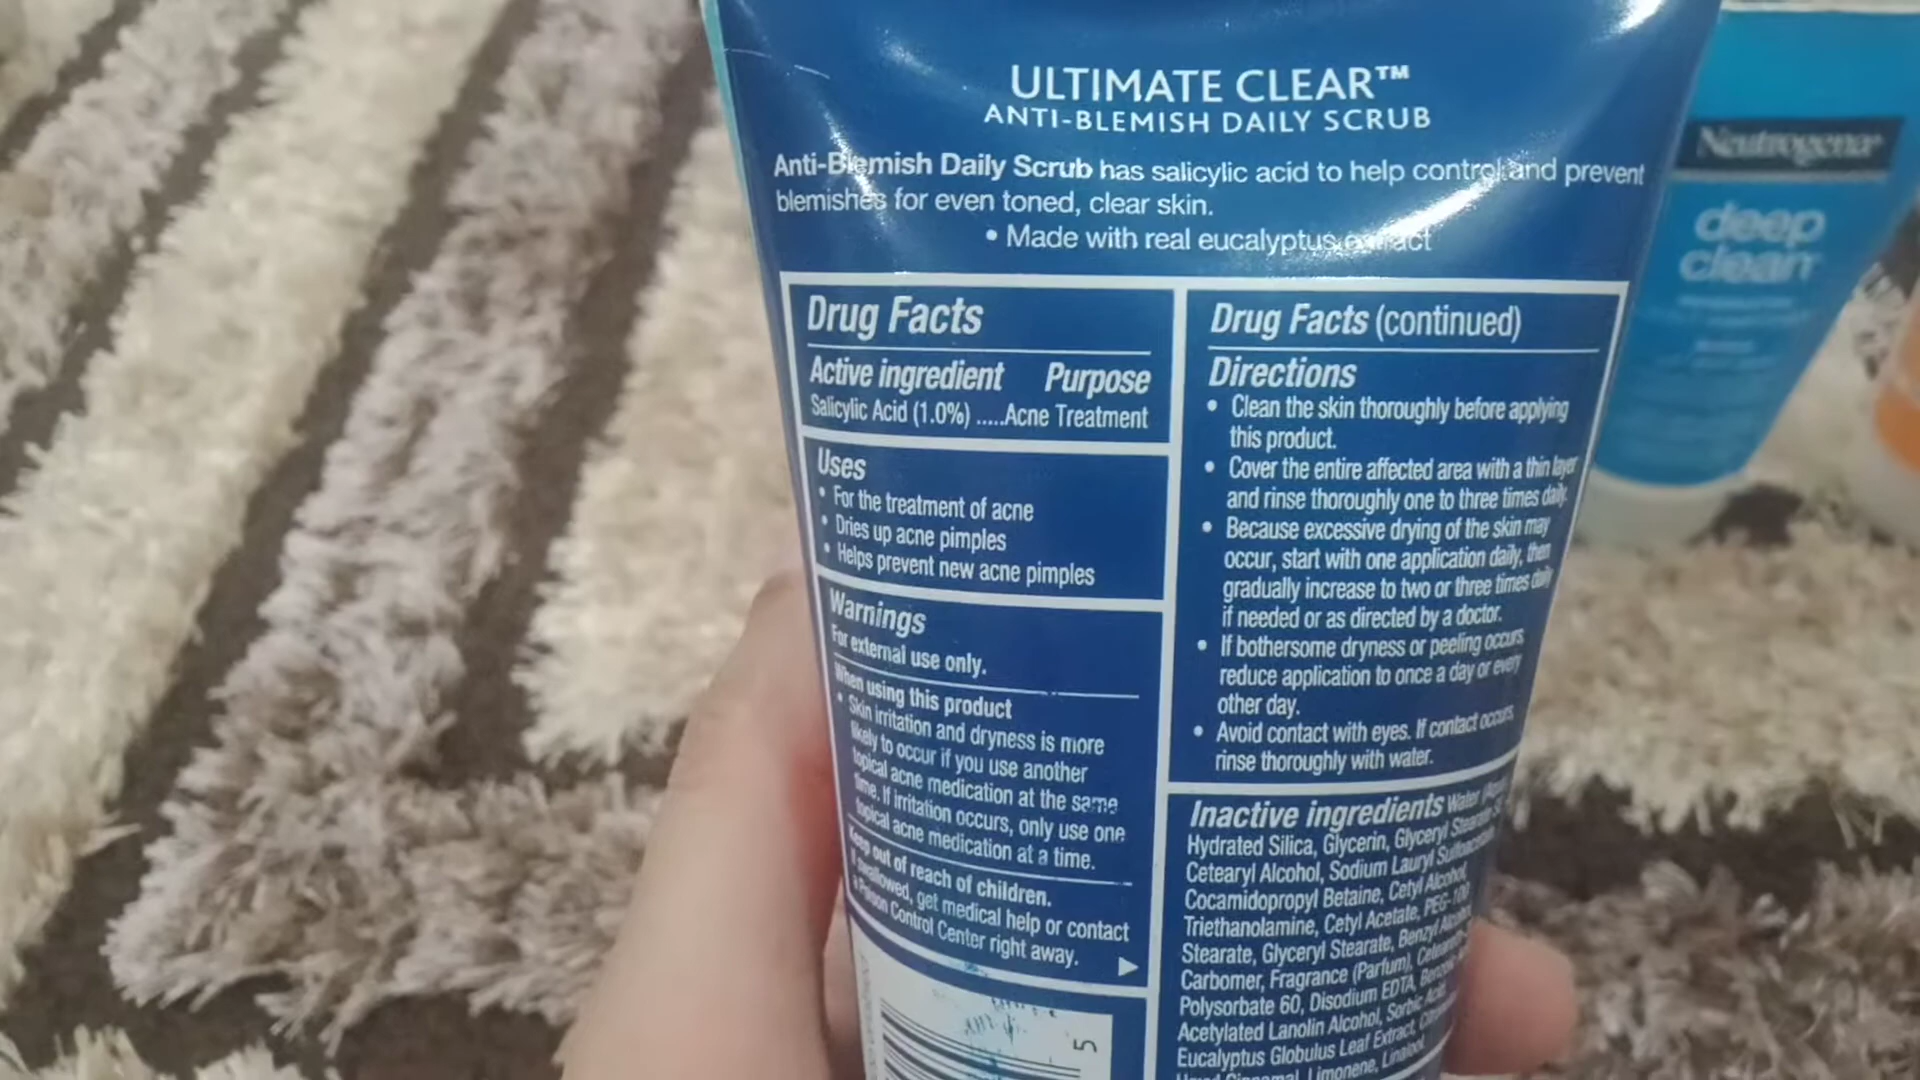 ULTIMATE CLEAR™
ANTI-BLEMISH DAILY SCRUB
Anti-Blemish Daily Scrub has salicylic acid to help control and prevent
blemishes for even toned, clear skin.
• Made with real eucalyptus extract
Drug Facts
Active ingredient Purpose
Salicylic Acid (1.0%) .....Acne Treatment
Uses
• For the treatment of acne
• Dries up acne pimples
• Helps prevent new acne pimples
Warnings
For external use only.
When using this product
• Skin irritation and dryness is more
likely to occur if you use another
topical acne medication at the same
time. If irritation occurs, only use one
topical acne medication at a time.
Keep out of reach of children.
If swallowed, get medical help or contact
a Poison Control Center right away.
5
Drug Facts (continued)
Directions
• Clean the skin thoroughly before applying
this product.
• Cover the entire affected area with a thin layer
and rinse thoroughly one to three times daily.
• Because excessive drying of the skin may
occur, start with one application daily, then
gradually increase to two or three times daily
if needed or as directed by a doctor.
• If bothersome dryness or peeling occurs,
reduce application to once a day or every
other day.
• Avoid contact with eyes. If contact occurs,
rinse thoroughly with water.
Inactive ingredients Water
Hydrated Silica, Glycerin, Glyceryl
Cetearyl Alcohol, Sodium Lauryl
Cocamidopropyl Betaine, Cetyl Alcohol,
Triethanolamine, Cetyl Acetate, PEG-100
Stearate, Glyceryl Stearate, Benzyl Alcohol,
Carbomer, Fragrance (Parfum),
Polysorbate 60, Disodium EDTA,
Acetylated Lanolin Alcohol, Sorbic Acid,
Eucalyptus Globulus Leaf Extract,
Limonene, Linalool
Neutrogena
deep
clean